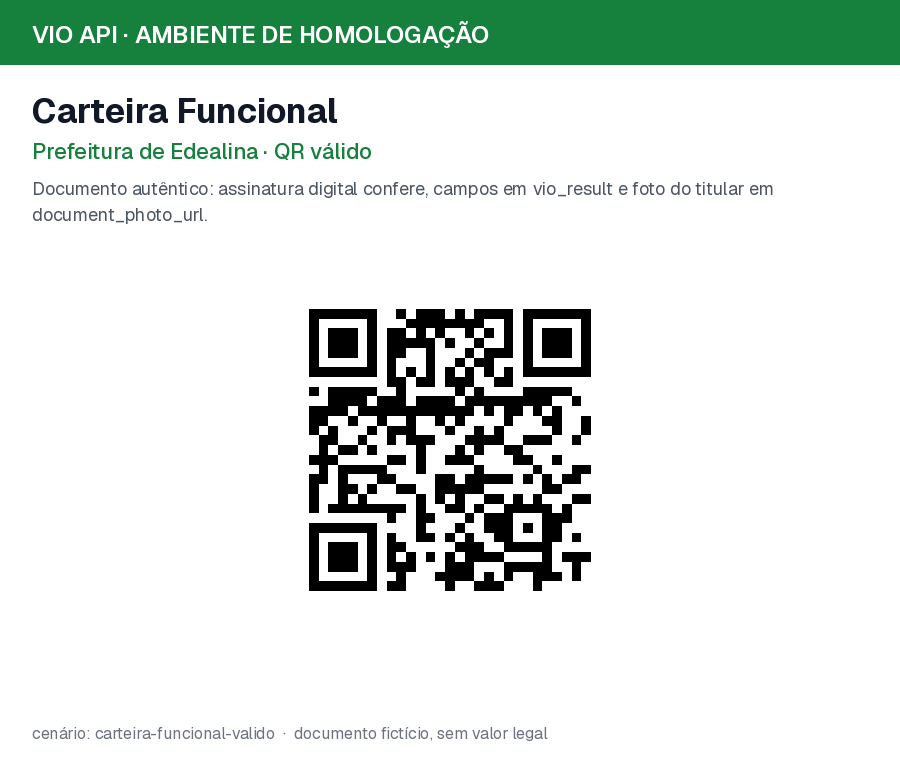 VIO API · AMBIENTE DE HOMOLOGAÇÃO
Carteira Funcional
Prefeitura de Edealina · QR válido
Documento autêntico: assinatura digital confere, campos em vio_result e foto do titular em
document_photo_url.
cenário: carteira-funcional-valido · documento fictício, sem valor legal